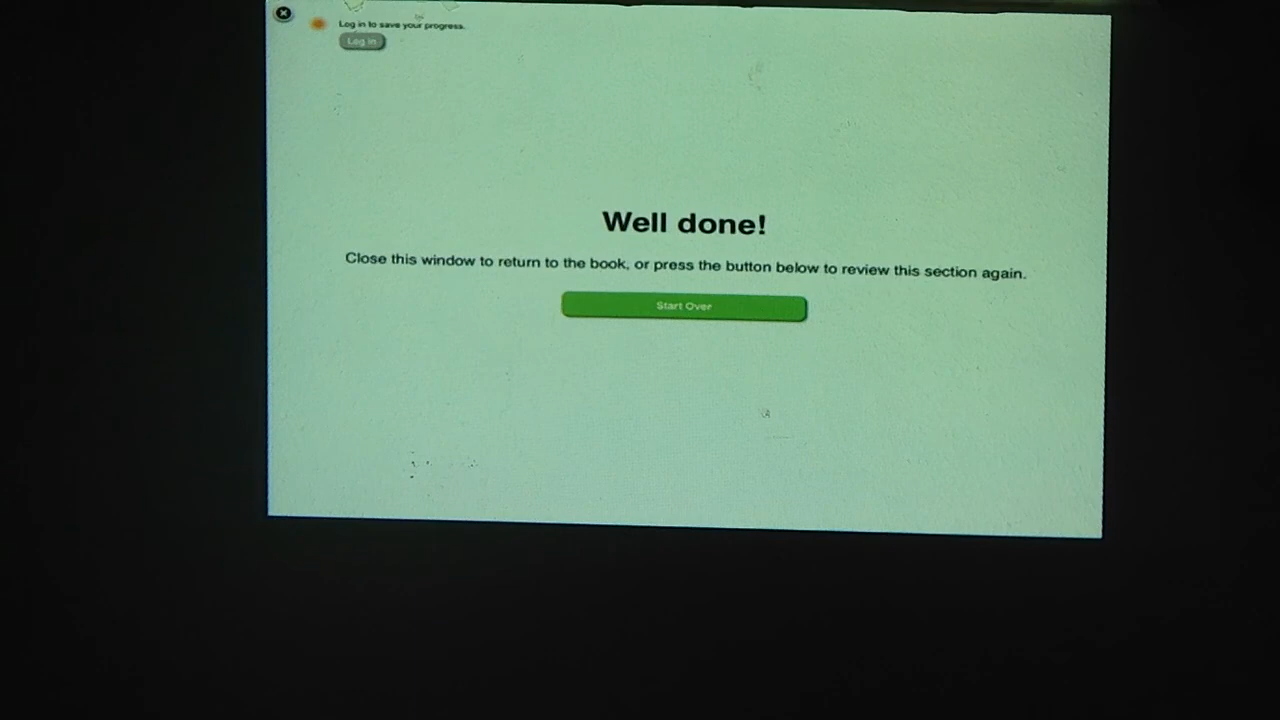 Log in to save your progress.
Log in
Well done!
Close this window to return to the book, or press the button below to review this section again.
Start Over